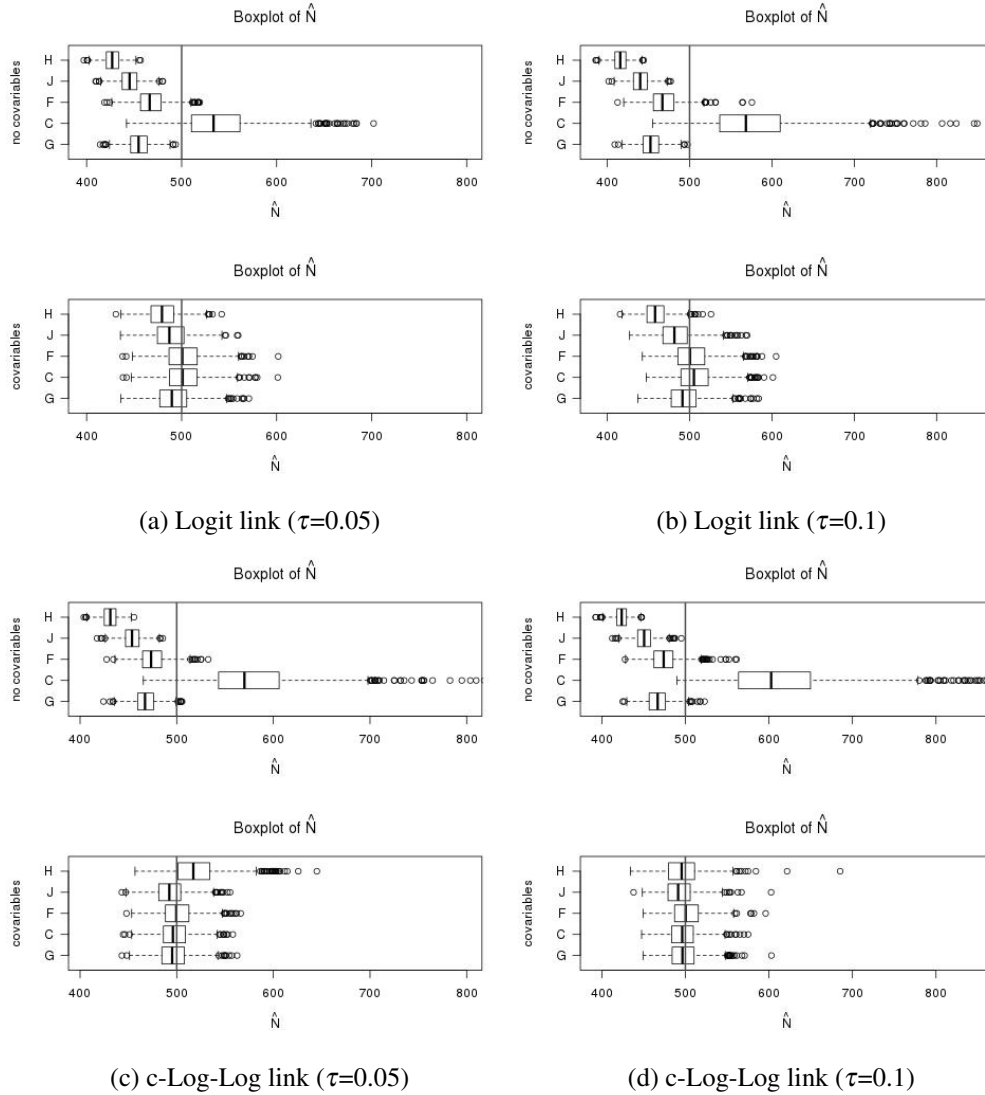 Boxplot of N̂
no covariables
H
J
F
C
G
400 500 600 700 800
N̂
Boxplot of N̂
covariables
H
J
F
C
G
400 500 600 700 800
N̂
(a) Logit link (τ=0.05)
Boxplot of N̂
no covariables
H
J
F
C
G
400 500 600 700 800
N̂
Boxplot of N̂
covariables
H
J
F
C
G
400 500 600 700 800
N̂
(b) Logit link (τ=0.1)
Boxplot of N̂
no covariables
H
J
F
C
G
400 500 600 700 800
N̂
Boxplot of N̂
covariables
H
J
F
C
G
400 500 600 700 800
N̂
(c) c-Log-Log link (τ=0.05)
Boxplot of N̂
no covariables
H
J
F
C
G
400 500 600 700 800
N̂
Boxplot of N̂
covariables
H
J
F
C
G
400 500 600 700 800
N̂
(d) c-Log-Log link (τ=0.1)